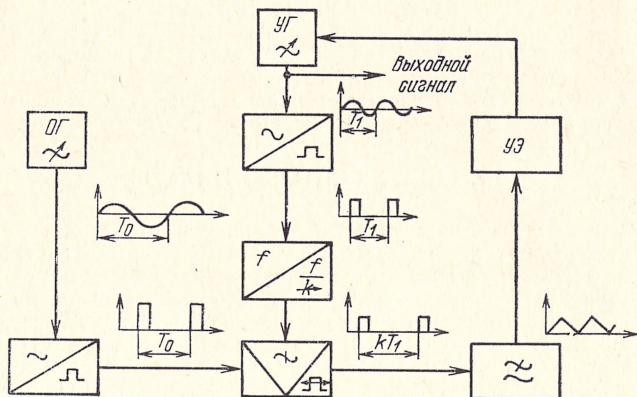 УГ
Выходной
сигнал
T₁
ОГ
УЭ
T₀
T₁
f
f/k
T₀
kT₁